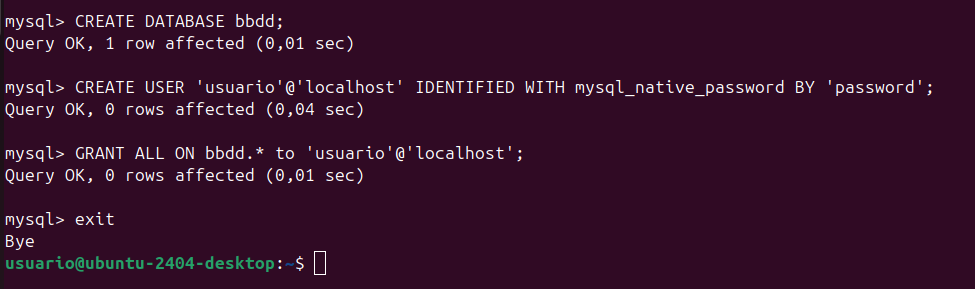 mysql> CREATE DATABASE bbdd;
Query OK, 1 row affected (0,01 sec)
mysql> CREATE USER 'usuario'@'localhost' IDENTIFIED WITH mysql_native_password BY 'password';
Query OK, 0 rows affected (0,04 sec)
mysql> GRANT ALL ON bbdd.* to 'usuario'@'localhost';
Query OK, 0 rows affected (0,01 sec)
mysql> exit
Bye
usuario@ubuntu-2404-desktop:~$